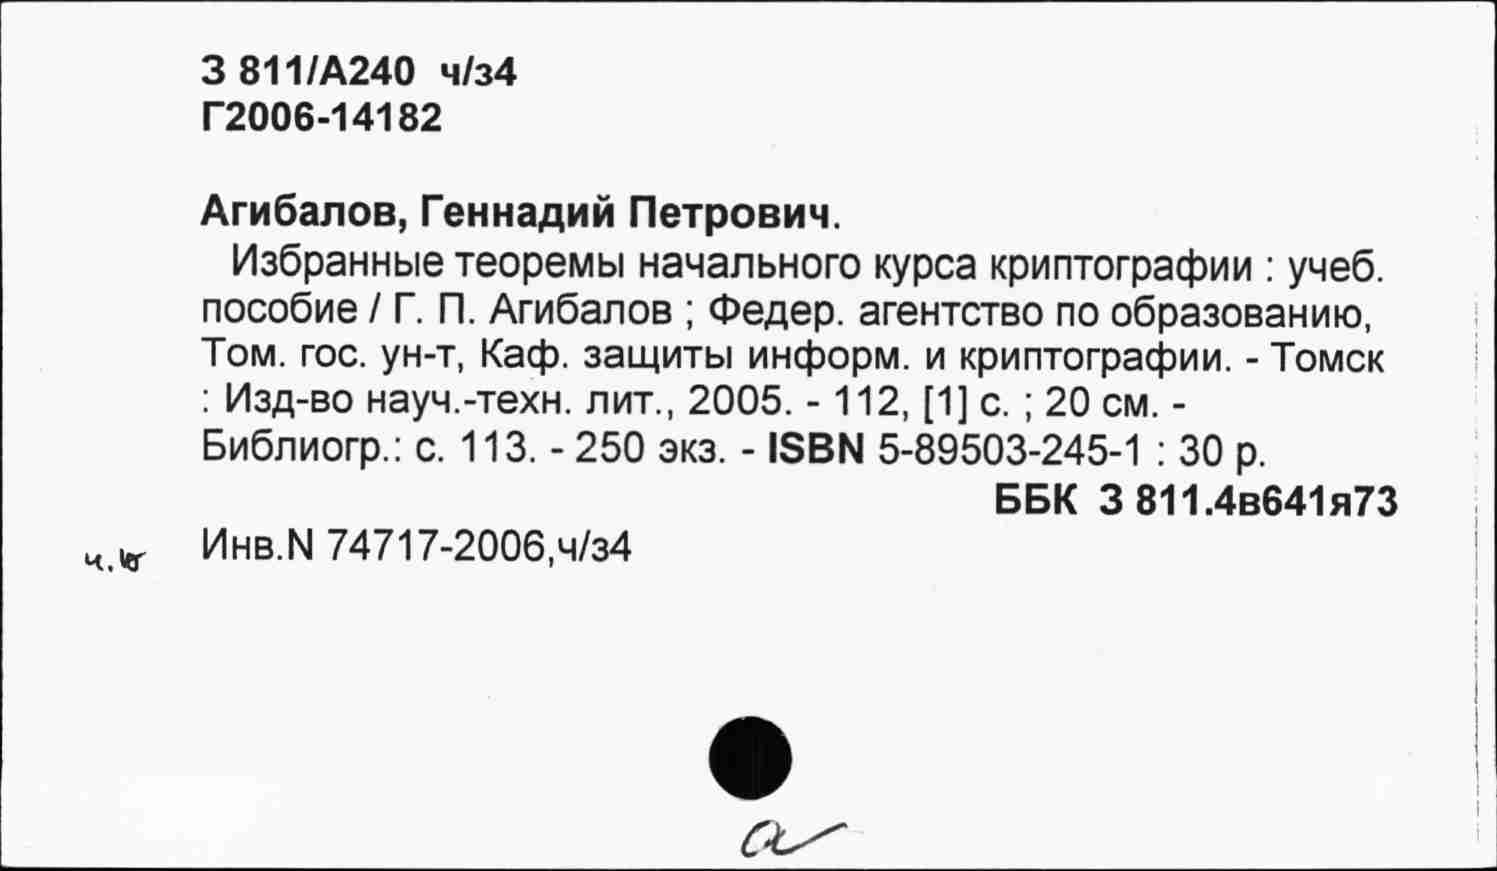 З 811/А240 ч/з4
Г2006-14182
Агибалов, Геннадий Петрович.
Избранные теоремы начального курса криптографии : учеб.
пособие / Г. П. Агибалов ; Федер. агентство по образованию,
Том. гос. ун-т, Каф. защиты информ. и криптографии. - Томск
: Изд-во науч.-техн. лит., 2005. - 112, [1] с. ; 20 см. -
Библиогр.: с. 113. - 250 экз. - ISBN 5-89503-245-1 : 30 р.
ББК З 811.4в641я73
Инв.N 74717-2006,ч/з4
а